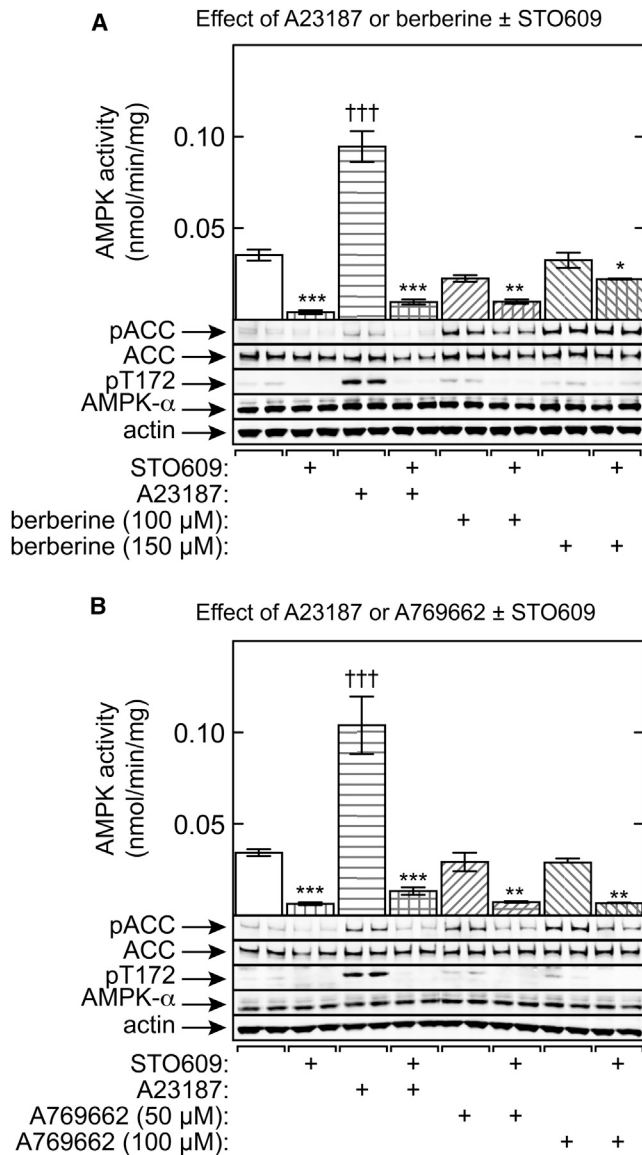 A
Effect of A23187 or berberine ± STO609
AMPK activity
(nmol/min/mg)
0.10
0.05
†††
***
***
**
*
pACC
ACC
pT172
AMPK-α
actin
STO609: + + + +
A23187: + +
berberine (100 µM): + +
berberine (150 µM): + +
B
Effect of A23187 or A769662 ± STO609
AMPK activity
(nmol/min/mg)
0.10
0.05
†††
***
***
**
**
pACC
ACC
pT172
AMPK-α
actin
STO609: + + + +
A23187: + +
A769662 (50 µM): + +
A769662 (100 µM): + +